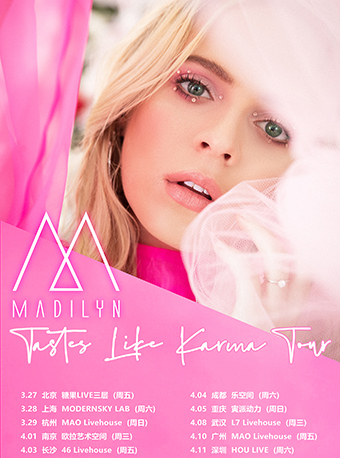 MADILYN
Tastes Like Karma Tour
3.27 北京 糖果LIVE三层 (周五)
3.28 上海 MODERNSKY LAB (周六)
3.29 杭州 MAO Livehouse (周日)
4.01 南京 欧拉艺术空间 (周三)
4.03 长沙 46 Livehouse (周五)
4.04 成都 乐空间 (周六)
4.05 重庆 寅派动力 (周日)
4.08 武汉 L7 Livehouse (周三)
4.10 广州 MAO Livehouse (周五)
4.11 深圳 HOU LIVE (周六)